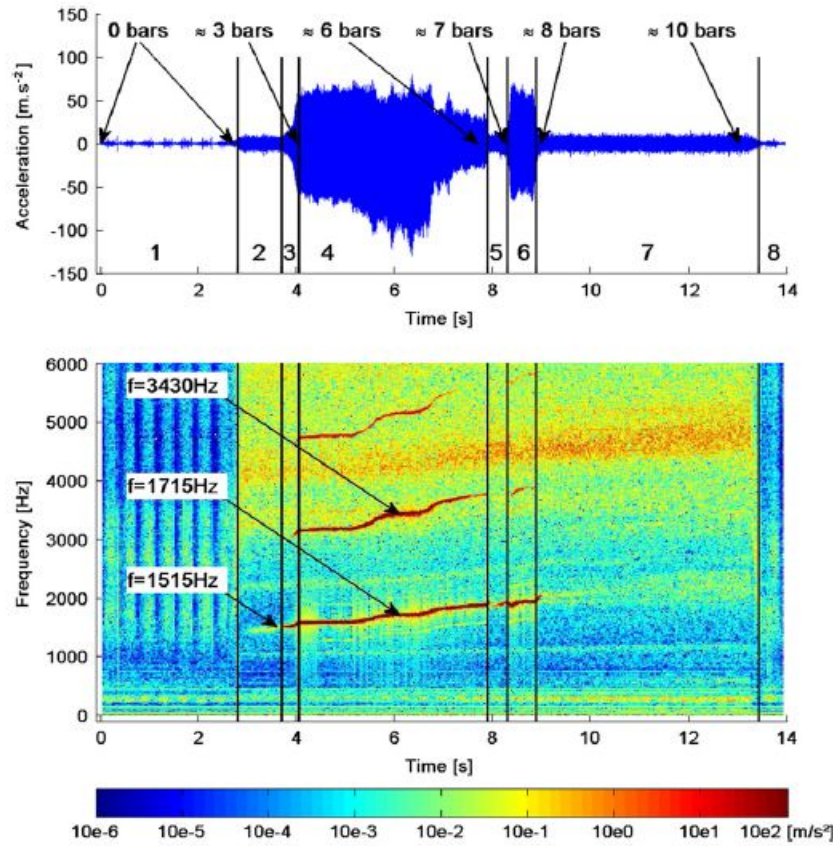 0 bars
≈ 3 bars
≈ 6 bars
≈ 7 bars
≈ 8 bars
≈ 10 bars
Acceleration [m.s⁻²]
150
100
50
0
-50
-100
-150
1
2
3
4
5
6
7
8
0
2
4
6
8
10
12
14
Time [s]
f=3430Hz
f=1715Hz
f=1515Hz
Frequency [Hz]
6000
5000
4000
3000
2000
1000
0
0
2
4
6
8
10
12
14
Time [s]
10e-6
10e-5
10e-4
10e-3
10e-2
10e-1
10e0
10e1
10e2 [m/s²]